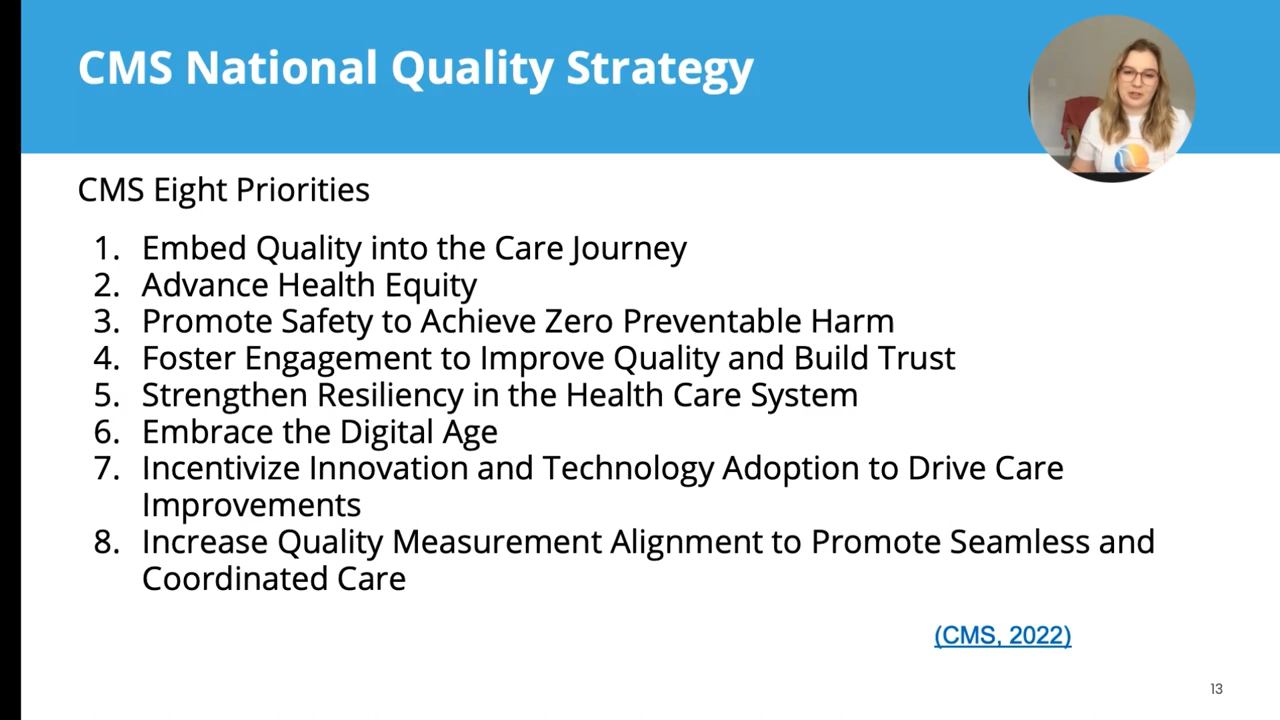 CMS National Quality Strategy
CMS Eight Priorities
1. Embed Quality into the Care Journey
2. Advance Health Equity
3. Promote Safety to Achieve Zero Preventable Harm
4. Foster Engagement to Improve Quality and Build Trust
5. Strengthen Resiliency in the Health Care System
6. Embrace the Digital Age
7. Incentivize Innovation and Technology Adoption to Drive Care
Improvements
8. Increase Quality Measurement Alignment to Promote Seamless and
Coordinated Care
(CMS, 2022)
13